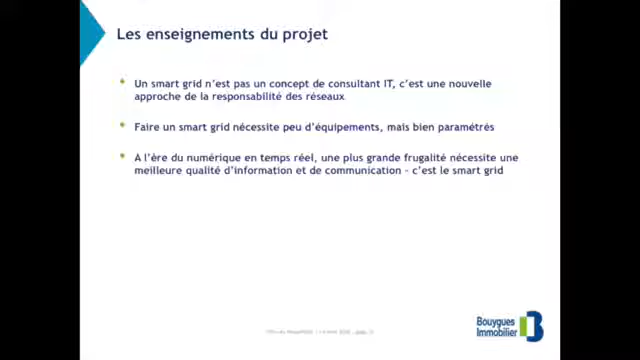 Les enseignements du projet
Un smart grid n'est pas un concept de consultant IT, c'est une nouvelle
approche de la responsabilité des réseaux
Faire un smart grid nécessite peu d'équipements, mais bien paramétrés
A l'ère du numérique en temps réel, une plus grande frugalité nécessite une
meilleure qualité d'information et de communication – c'est le smart grid
Bouygues
Immobilier